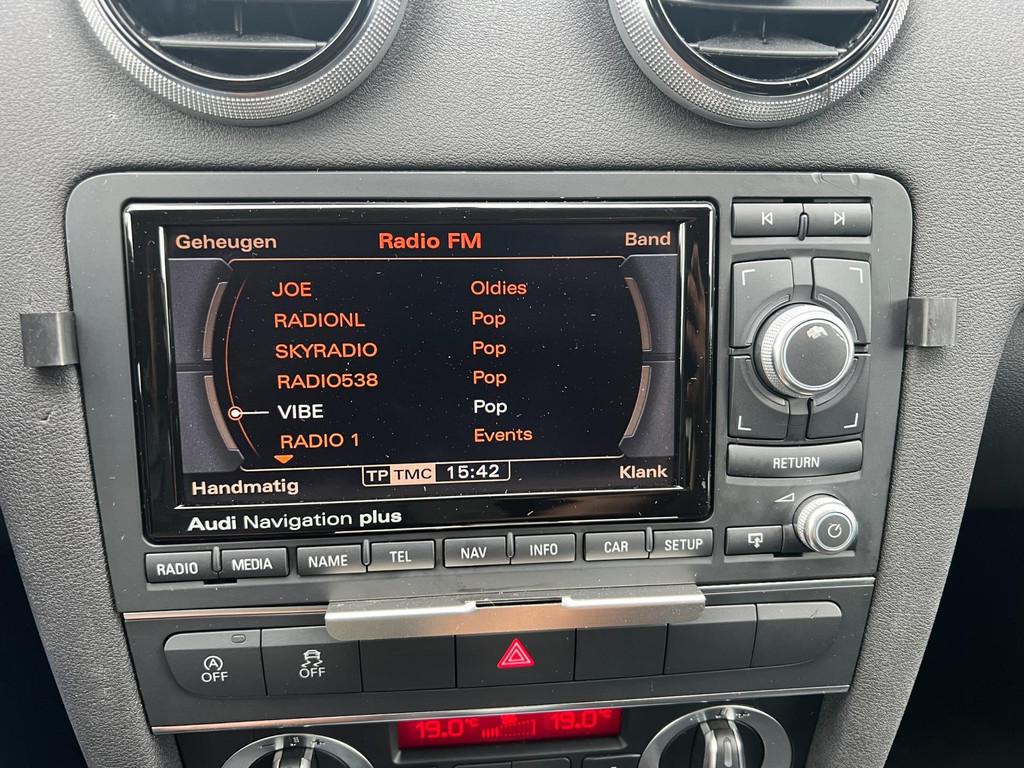 Geheugen Radio FM Band
JOE Oldies
RADIONL Pop
SKYRADIO Pop
RADIO538 Pop
VIBE Pop
RADIO 1 Events
Handmatig TP TMC 15:42 Klank
Audi Navigation plus
RETURN
RADIO MEDIA NAME TEL NAV INFO CAR SETUP
A OFF OFF
19.0°C 19.0°C